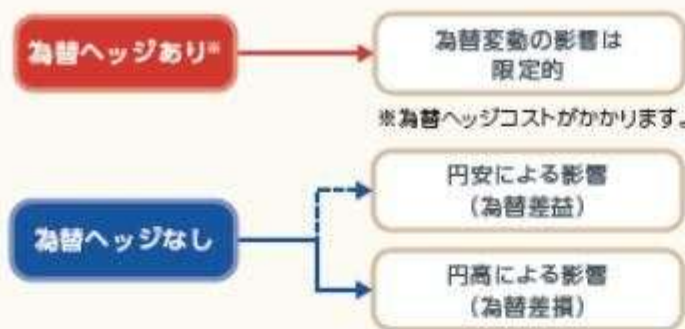 為替ヘッジあり※
為替変動の影響は
限定的
※為替ヘッジコストがかかります。
為替ヘッジなし
円安による影響
（為替差益）
円高による影響
（為替差損）